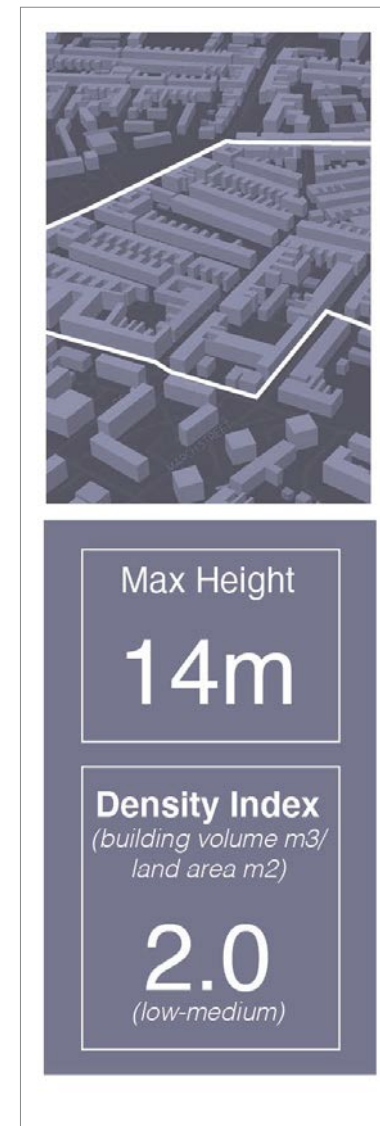 Max Height
14m
Density Index
(building volume m3/
land area m2)
2.0
(low-medium)